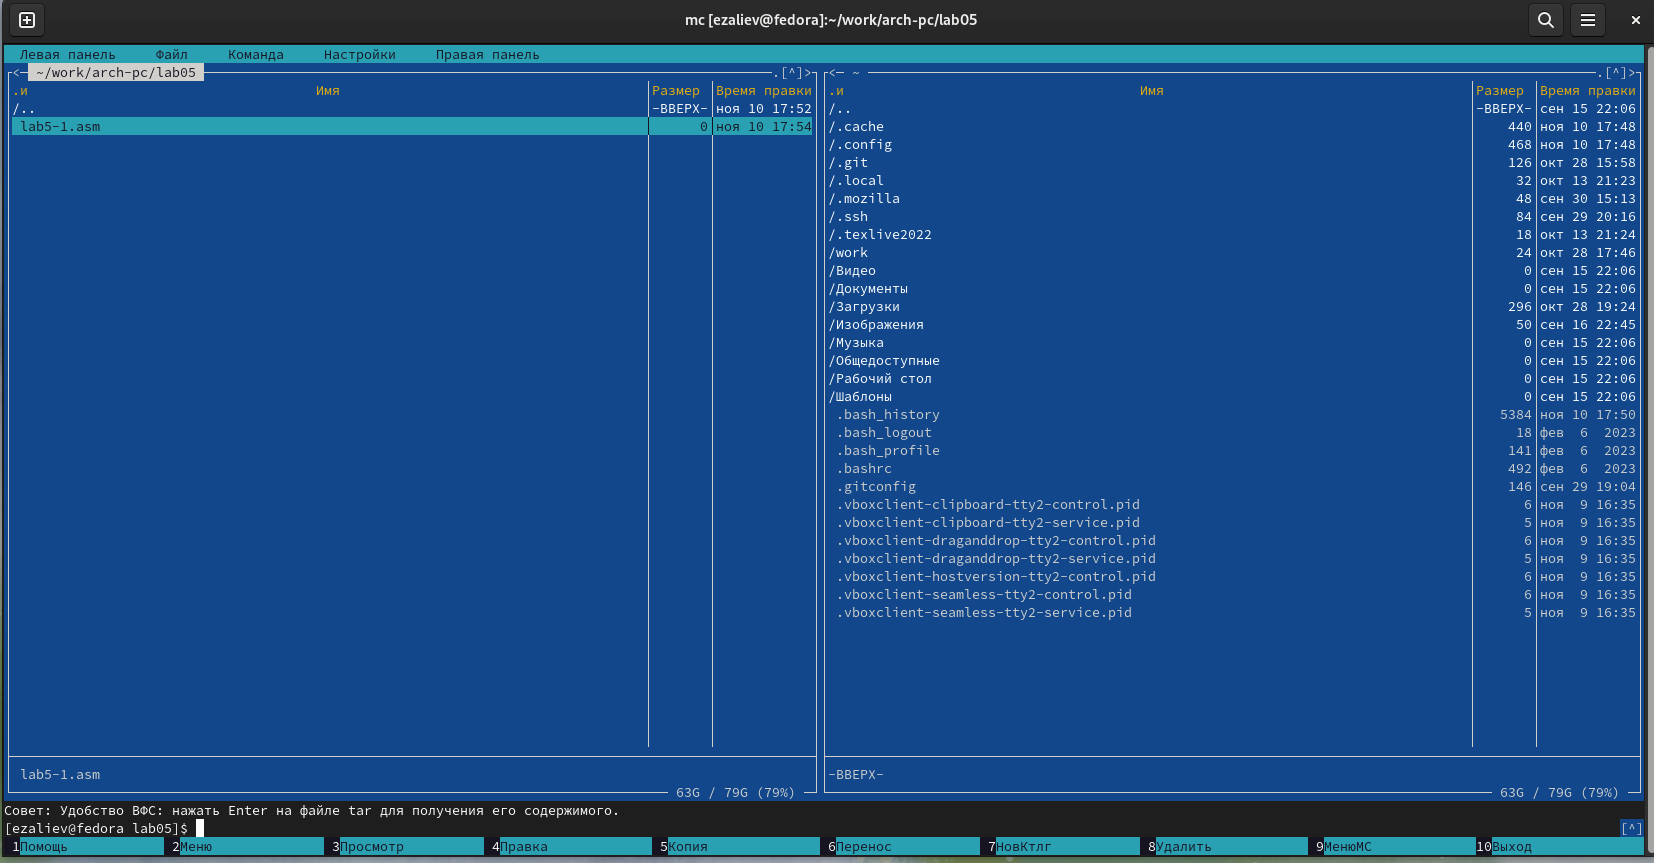 mc [ezaliev@fedora]:~/work/arch-pc/lab05
Левая панель Файл Команда Настройки Правая панель
<─ ~/work/arch-pc/lab05 .[^]>
.и Имя Размер Время правки
/.. -ВВЕРХ- ноя 10 17:52
lab5-1.asm 0 ноя 10 17:54
lab5-1.asm
63G / 79G (79%)
<─ ~ .[^]>
.и Имя Размер Время правки
/.. -ВВЕРХ- сен 15 22:06
/.cache 440 ноя 10 17:48
/.config 468 ноя 10 17:48
/.git 126 окт 28 15:58
/.local 32 окт 13 21:23
/.mozilla 48 сен 30 15:13
/.ssh 84 сен 29 20:16
/.texlive2022 18 окт 13 21:24
/work 24 окт 28 17:46
/Видео 0 сен 15 22:06
/Документы 0 сен 15 22:06
/Загрузки 296 окт 28 19:24
/Изображения 50 сен 16 22:45
/Музыка 0 сен 15 22:06
/Общедоступные 0 сен 15 22:06
/Рабочий стол 0 сен 15 22:06
/Шаблоны 0 сен 15 22:06
.bash_history 5384 ноя 10 17:50
.bash_logout 18 фев 6 2023
.bash_profile 141 фев 6 2023
.bashrc 492 фев 6 2023
.gitconfig 146 сен 29 19:04
.vboxclient-clipboard-tty2-control.pid 6 ноя 9 16:35
.vboxclient-clipboard-tty2-service.pid 5 ноя 9 16:35
.vboxclient-draganddrop-tty2-control.pid 6 ноя 9 16:35
.vboxclient-draganddrop-tty2-service.pid 5 ноя 9 16:35
.vboxclient-hostversion-tty2-control.pid 6 ноя 9 16:35
.vboxclient-seamless-tty2-control.pid 6 ноя 9 16:35
.vboxclient-seamless-tty2-service.pid 5 ноя 9 16:35
-ВВЕРХ-
63G / 79G (79%)
Совет: Удобство ВФС: нажать Enter на файле tar для получения его содержимого.
[ezaliev@fedora lab05]$ [^]
1Помощь 2Меню 3Просмотр 4Правка 5Копия 6Перенос 7НовКтлг 8Удалить 9МенюMC 10Выход